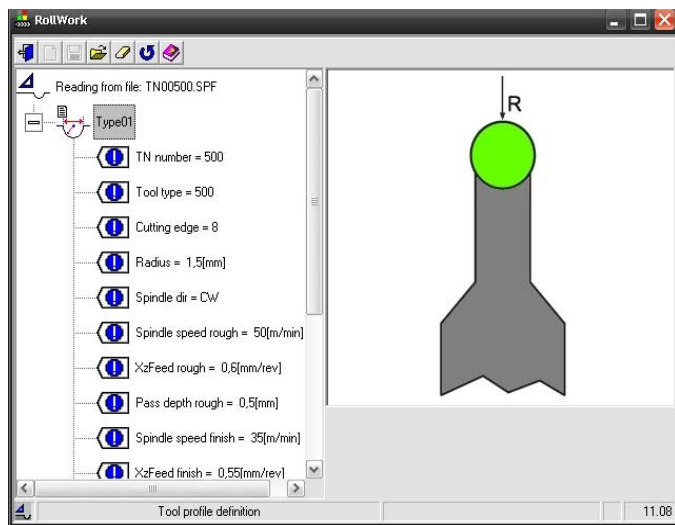 RollWork
Reading from file: TN00500.SPF
Type01
TN number = 500
Tool type = 500
Cutting edge = 8
Radius = 1,5[mm]
Spindle dir = CW
Spindle speed rough = 50[m/min]
XzFeed rough = 0,6[mm/rev]
Pass depth rough = 0,5[mm]
Spindle speed finish = 35[m/min]
XzFeed finish = 0,55[mm/rev]
R
Tool profile definition
11.08